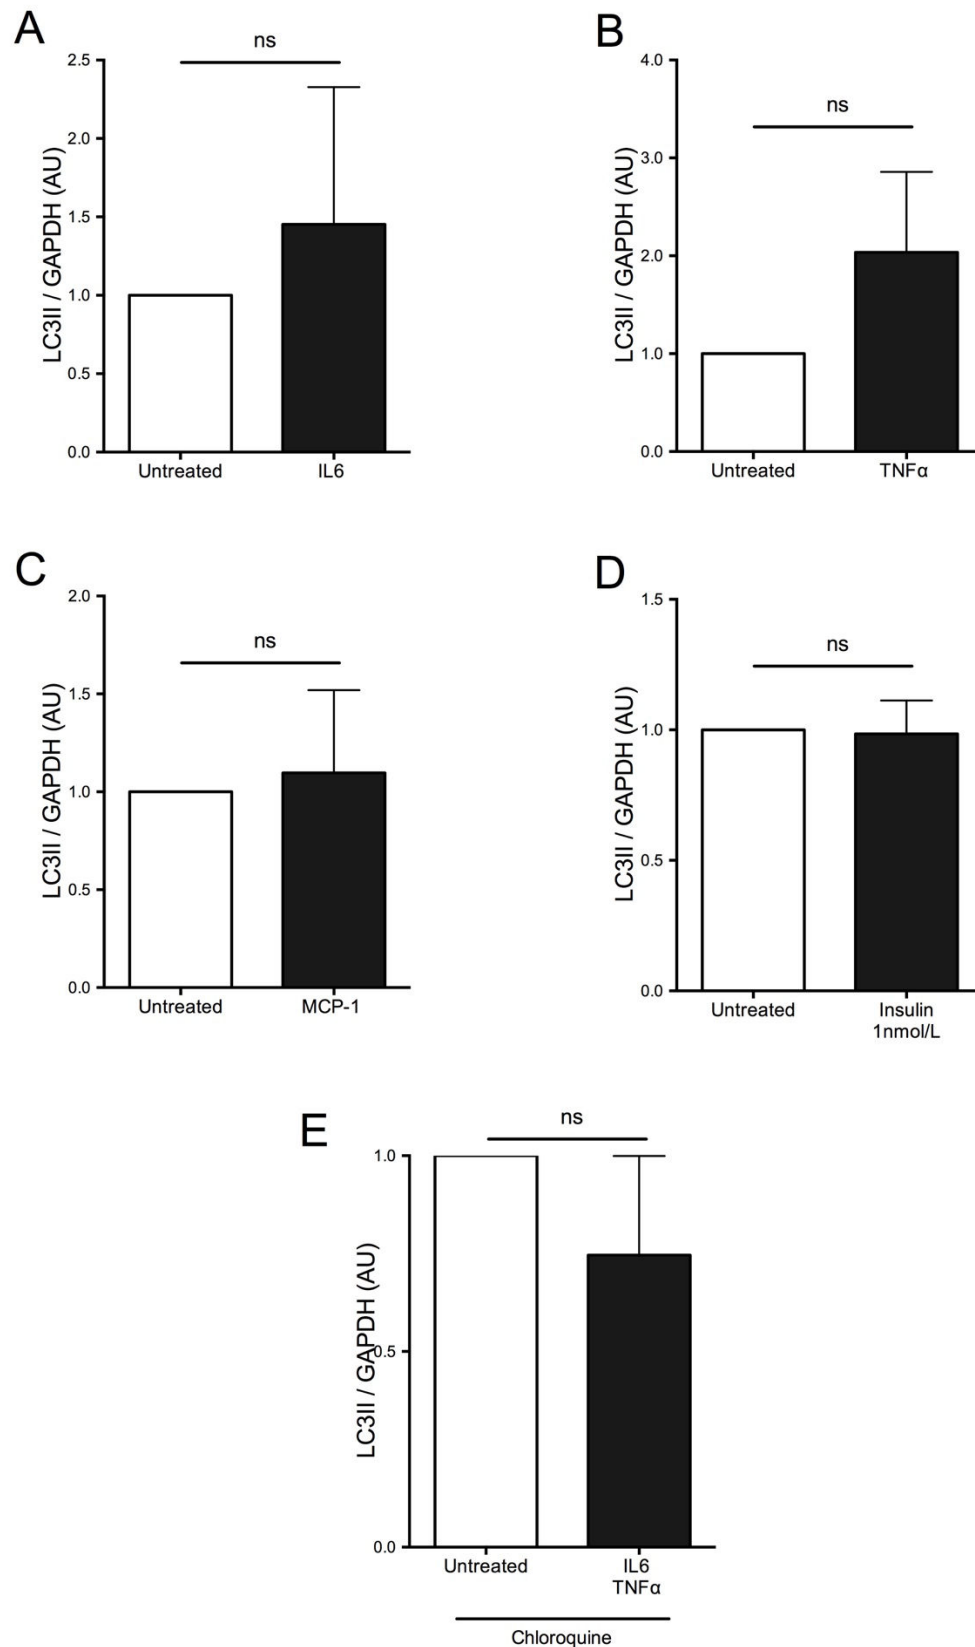 A
ns
LC3II / GAPDH (AU)
2.5
2.0
1.5
1.0
0.5
0.0
Untreated
IL6
B
ns
LC3II / GAPDH (AU)
4.0
3.0
2.0
1.0
0.0
Untreated
TNFα
C
ns
LC3II / GAPDH (AU)
2.0
1.5
1.0
0.5
0.0
Untreated
MCP-1
D
ns
LC3II / GAPDH (AU)
1.5
1.0
0.5
0.0
Untreated
Insulin
1nmol/L
E
ns
LC3II / GAPDH (AU)
1.0
0.5
0.0
Untreated
IL6
TNFα
Chloroquine